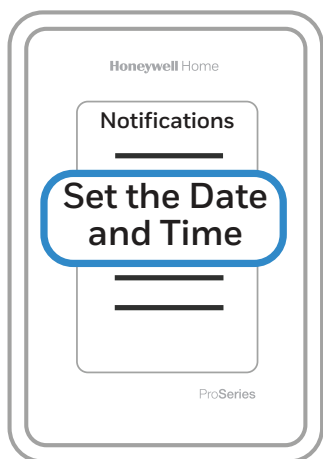 Honeywell Home
Notifications
Set the Date
and Time
ProSeries